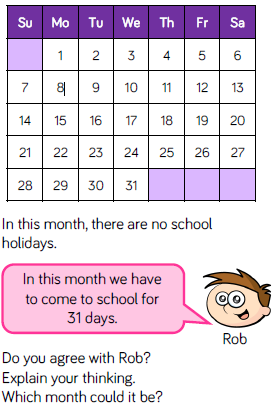 Su Mo Tu We Th Fr Sa
1 2 3 4 5 6
7 8 9 10 11 12 13
14 15 16 17 18 19 20
21 22 23 24 25 26 27
28 29 30 31
In this month, there are no school
holidays.
In this month we have
to come to school for
31 days.
Rob
Do you agree with Rob?
Explain your thinking.
Which month could it be?